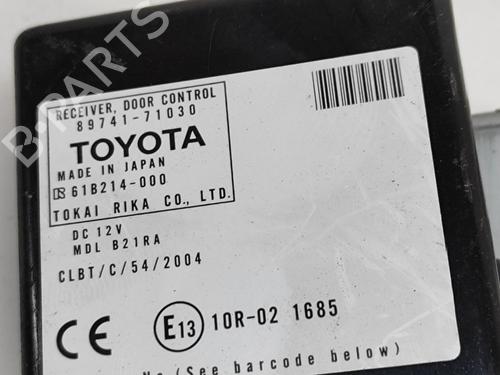 B-PARTS
RECEIVER, DOOR CONTROL
89741-71030
TOYOTA
MADE IN JAPAN
61B214-000
TOKAI RIKA CO., LTD.
DC 12V
MDL B21RA
CLBT/C/54/2004
CE E13 10R-02 1685
No (See barcode below)